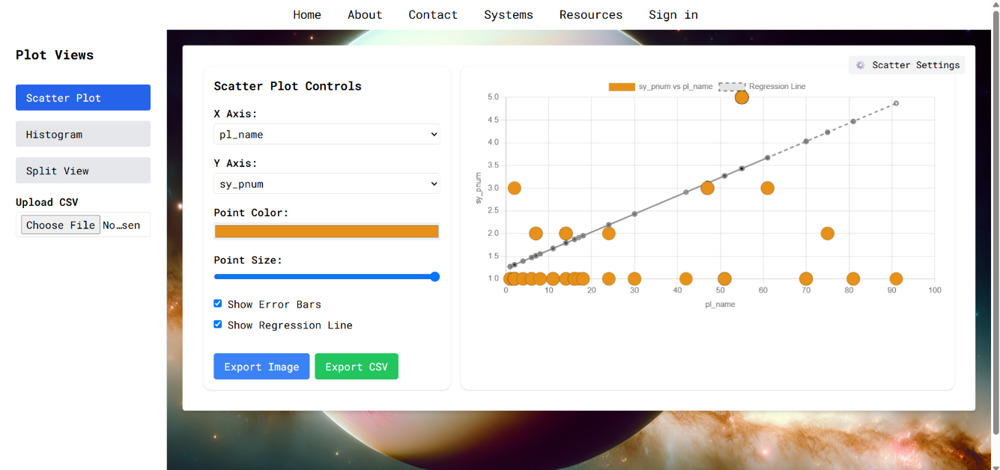 Home About Contact Systems Resources Sign in
Plot Views
Scatter Plot
Histogram
Split View
Upload CSV
Choose File No…sen
Scatter Plot Controls
X Axis:
pl_name
Y Axis:
sy_pnum
Point Color:
Point Size:
Show Error Bars
Show Regression Line
Export Image Export CSV
Scatter Settings
sy_pnum vs pl_name Regression Line
5.0
4.5
4.0
3.5
3.0
2.5
2.0
1.5
1.0
sy_pnum
0 10 20 30 40 50 60 70 80 90 100
pl_name